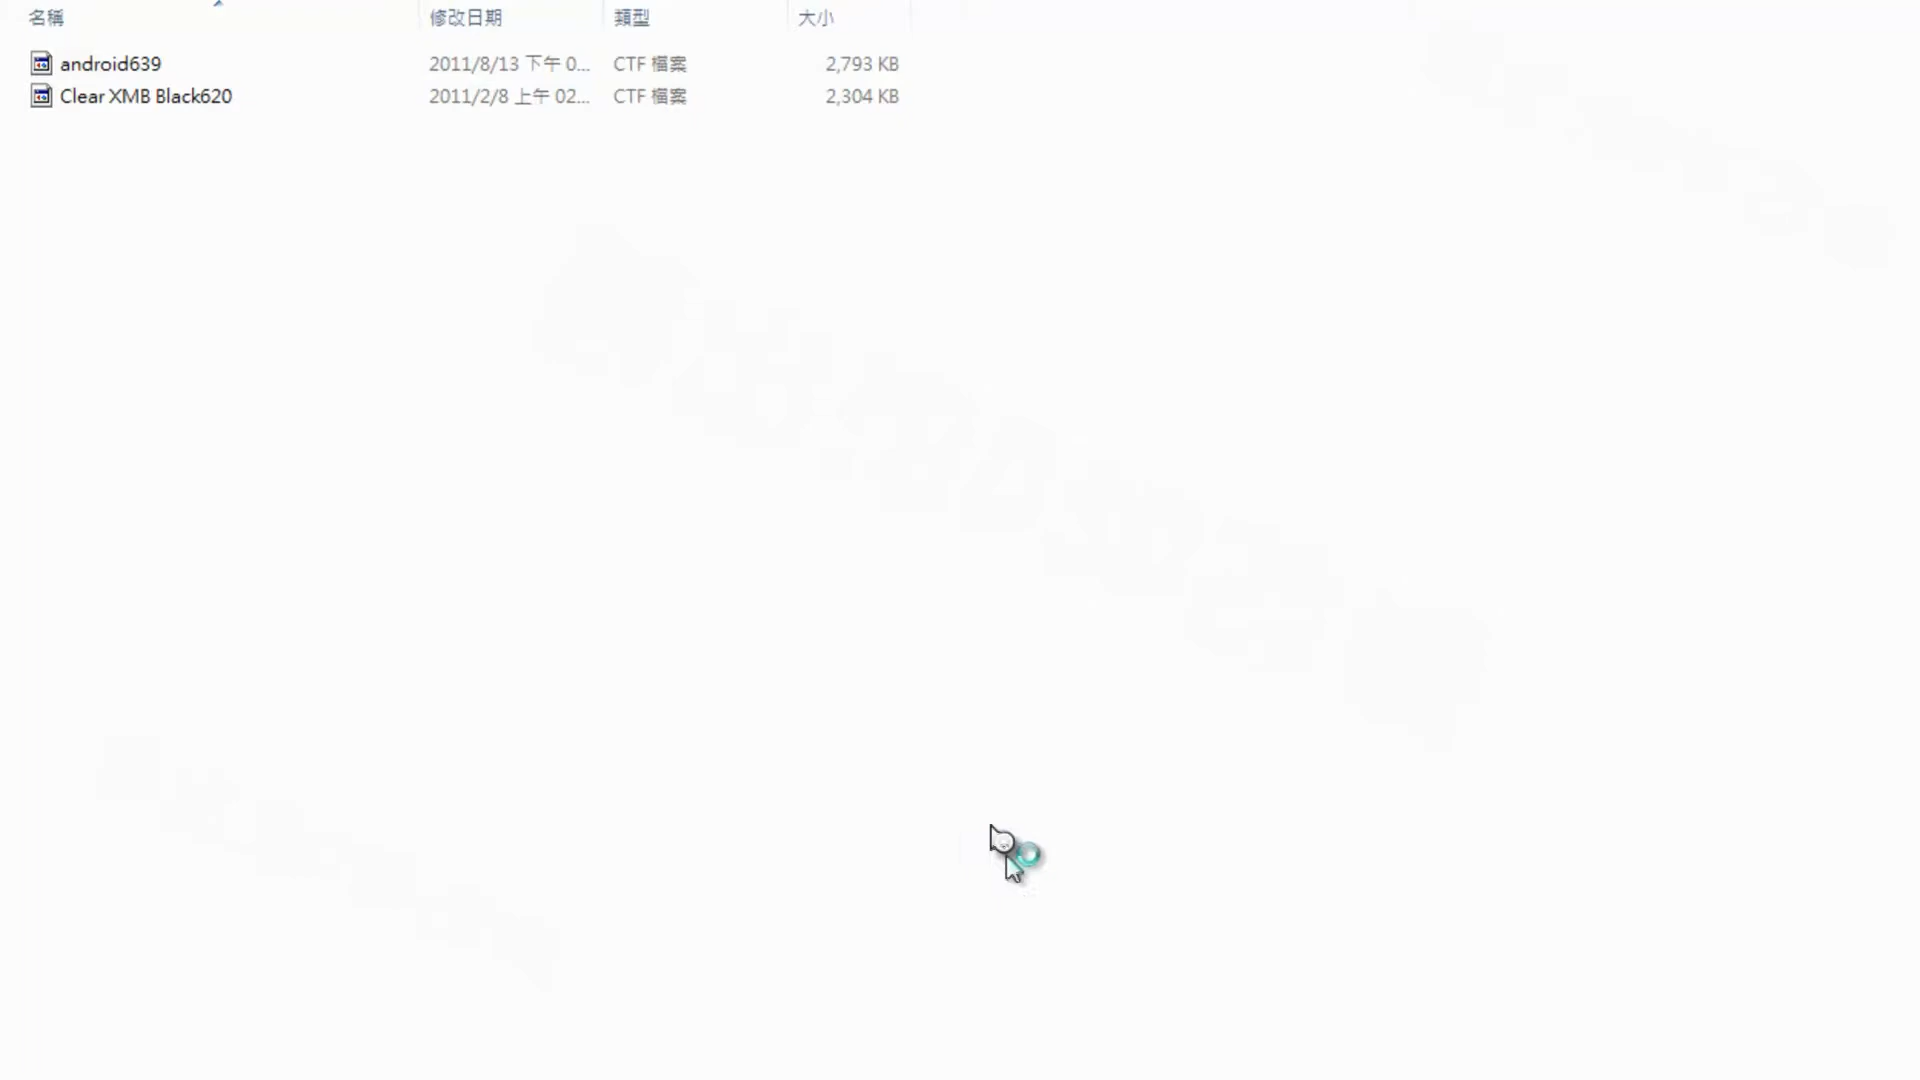 名稱 修改日期 類型 大小
android639 2011/8/13 下午 0... CTF 檔案 2,793 KB
Clear XMB Black620 2011/2/8 上午 02... CTF 檔案 2,304 KB